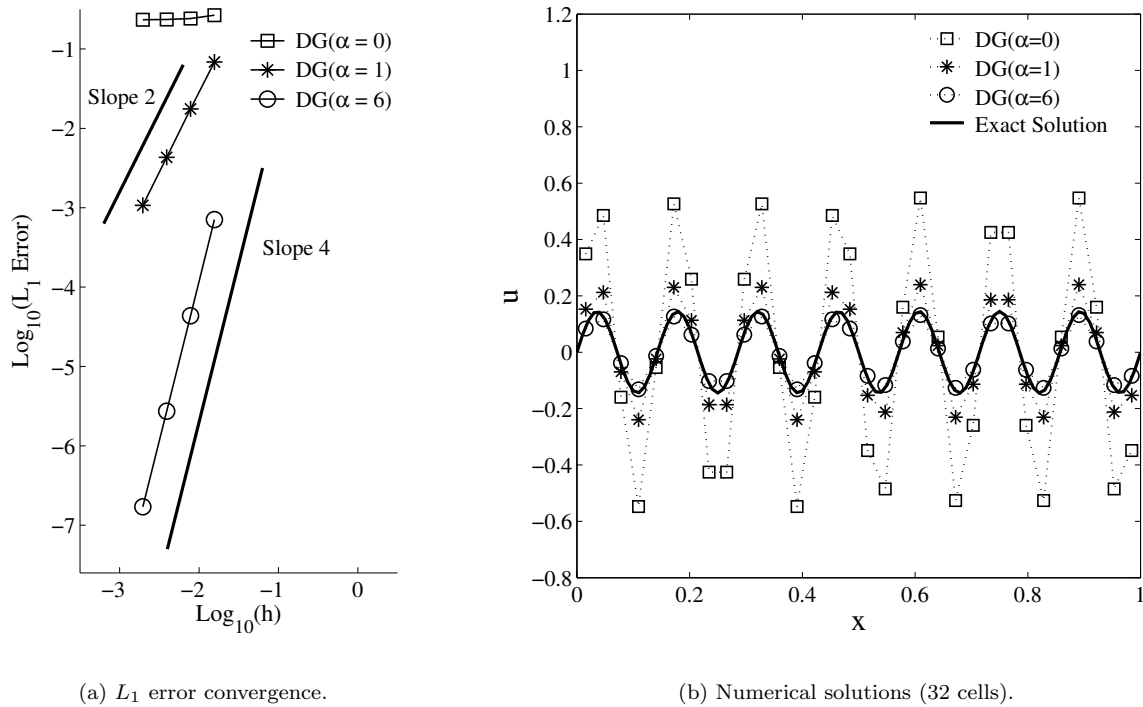 −1
−2
−3
−4
−5
−6
−7
−3
−2
−1
0
Log10(L1 Error)
Log10(h)
DG(α = 0)
DG(α = 1)
DG(α = 6)
Slope 2
Slope 4
(a) L1 error convergence.
1.2
1
0.8
0.6
0.4
0.2
0
−0.2
−0.4
−0.6
−0.8
0
0.2
0.4
0.6
0.8
1
u
x
DG(α=0)
DG(α=1)
DG(α=6)
Exact Solution
(b) Numerical solutions (32 cells).